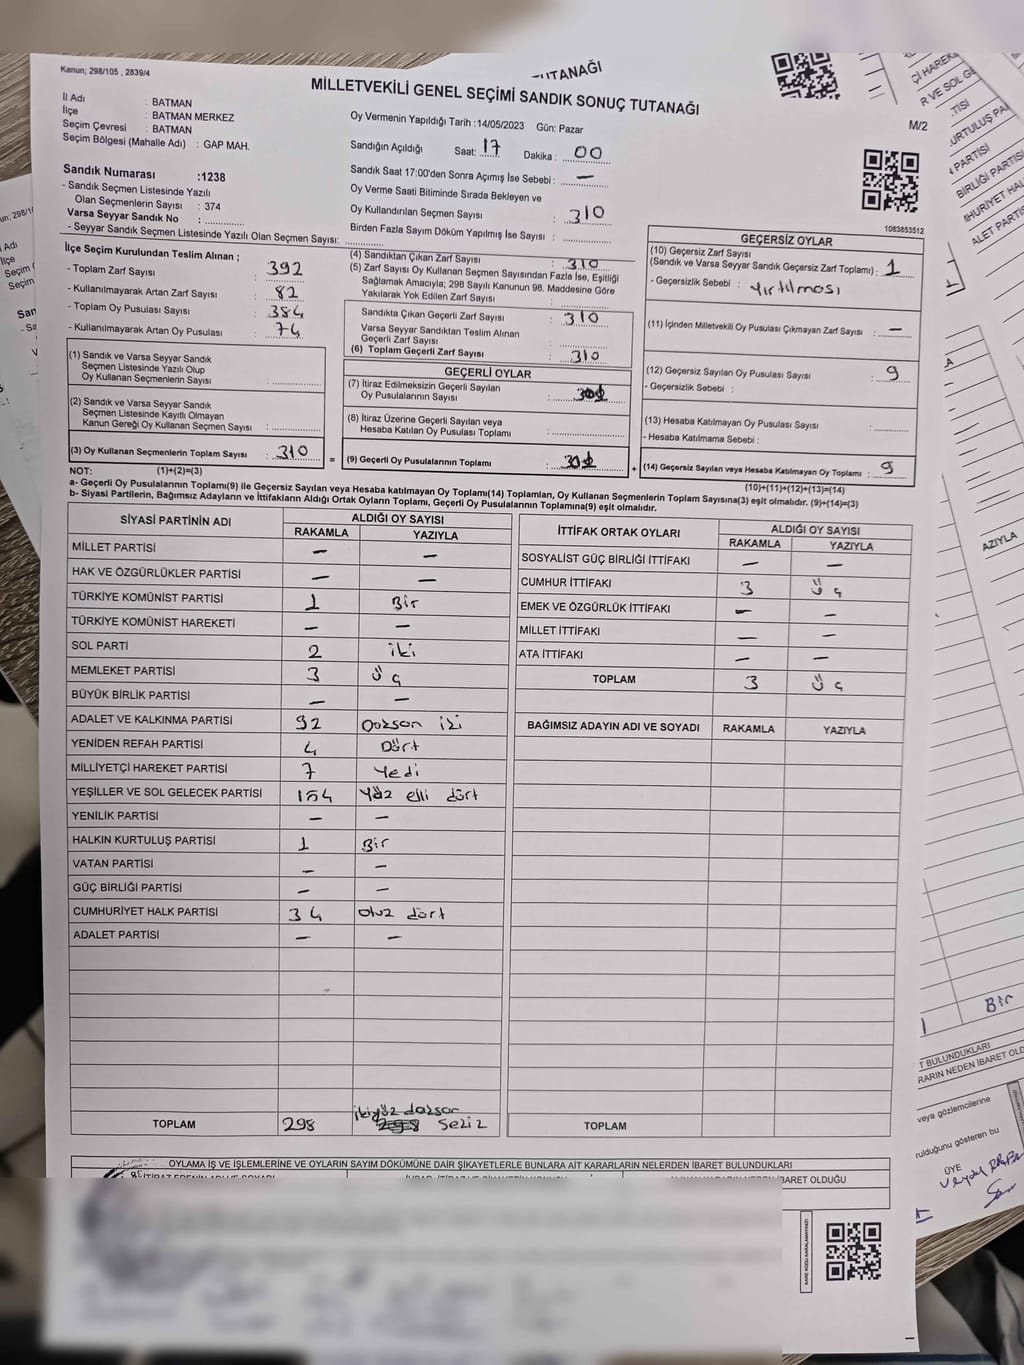 TUTANAĞI
Kanun; 298/105 , 2839/4
MİLLETVEKİLİ GENEL SEÇİMİ SANDIK SONUÇ TUTANAĞI
M/2
İl Adı : BATMAN
İlçe : BATMAN MERKEZ
Seçim Çevresi : BATMAN
Seçim Bölgesi (Mahalle Adı) : GAP MAH.
Oy Vermenin Yapıldığı Tarih :14/05/2023 Gün: Pazar
Sandığın Açıldığı Saat: 17 Dakika : 00
Sandık Saat 17:00'den Sonra Açımış İse Sebebi : —
Oy Verme Saati Bitiminde Sırada Bekleyen ve
Oy Kullandırılan Seçmen Sayısı : 310
Birden Fazla Sayım Döküm Yapılmış İse Sayısı :
Sandık Numarası :1238
- Sandık Seçmen Listesinde Yazılı
Olan Seçmenlerin Sayısı : 374
Varsa Seyyar Sandık No :
- Seyyar Sandık Seçmen Listesinde Yazılı Olan Seçmen Sayısı:
1083853512
İlçe Seçim Kurulundan Teslim Alınan ;
- Toplam Zarf Sayısı : 392
- Kullanılmayarak Artan Zarf Sayısı : 82
- Toplam Oy Pusulası Sayısı : 384
- Kullanılmayarak Artan Oy Pusulası : 74
(1) Sandık ve Varsa Seyyar Sandık
Seçmen Listesinde Yazılı Olup
Oy Kullanan Seçmenlerin Sayısı :
(2) Sandık ve Varsa Seyyar Sandık
Seçmen Listesinde Kayıtlı Olmayan
Kanun Gereği Oy Kullanan Seçmen Sayısı :
(3) Oy Kullanan Seçmenlerin Toplam Sayısı : 310
(4) Sandıktan Çıkan Zarf Sayısı : 310
(5) Zarf Sayısı Oy Kullanan Seçmen Sayısından Fazla İse, Eşitliği
Sağlamak Amacıyla; 298 Sayılı Kanunun 98. Maddesine Göre
Yakılarak Yok Edilen Zarf Sayısı :
Sandıkta Çıkan Geçerli Zarf Sayısı : 310
Varsa Seyyar Sandıktan Teslim Alınan
Geçerli Zarf Sayısı :
(6) Toplam Geçerli Zarf Sayısı : 310
GEÇERLİ OYLAR
(7) İtiraz Edilmeksizin Geçerli Sayılan
Oy Pusulalarının Sayısı :
(8) İtiraz Üzerine Geçerli Sayılan veya
Hesaba Katılan Oy Pusulası Toplamı :
= (9) Geçerli Oy Pusulalarının Toplamı :
GEÇERSİZ OYLAR
(10) Geçersiz Zarf Sayısı
(Sandık ve Varsa Seyyar Sandık Geçersiz Zarf Toplamı) : 1
- Geçersizlik Sebebi : Yırtılması
(11) İçinden Milletvekili Oy Pusulası Çıkmayan Zarf Sayısı : —
(12) Geçersiz Sayılan Oy Pusulası Sayısı : 9
- Geçersizlik Sebebi :
(13) Hesaba Katılmayan Oy Pusulası Sayısı :
- Hesaba Katılmama Sebebi :
+ (14) Geçersiz Sayılan veya Hesaba Katılmayan Oy Toplamı : 9
NOT: (1)+(2)=(3)
(10)+(11)+(12)+(13)=(14)
a- Geçerli Oy Pusulalarının Toplamı(9) ile Geçersiz Sayılan veya Hesaba katılmayan Oy Toplamı(14) Toplamları, Oy Kullanan Seçmenlerin Toplam Sayısına(3) eşit olmalıdır. (9)+(14)=(3)
b- Siyasi Partilerin, Bağımsız Adayların ve İttifakların Aldığı Ortak Oyların Toplamı, Geçerli Oy Pusulalarının Toplamına(9) eşit olmalıdır.
SİYASİ PARTİNİN ADI ALDIĞI OY SAYISI
RAKAMLA YAZIYLA
MİLLET PARTİSİ — —
HAK VE ÖZGÜRLÜKLER PARTİSİ — —
TÜRKİYE KOMÜNİST PARTİSİ 1 Bir
TÜRKİYE KOMÜNİST HAREKETİ — —
SOL PARTİ 2 iki
MEMLEKET PARTİSİ 3 Üç
BÜYÜK BİRLİK PARTİSİ — —
ADALET VE KALKINMA PARTİSİ 92 Doksan iki
YENİDEN REFAH PARTİSİ 4 Dört
MİLLİYETÇİ HAREKET PARTİSİ 7 Yedi
YEŞİLLER VE SOL GELECEK PARTİSİ 154 Yüz elli dört
YENİLİK PARTİSİ — —
HALKIN KURTULUŞ PARTİSİ 1 Bir
VATAN PARTİSİ — —
GÜÇ BİRLİĞİ PARTİSİ — —
CUMHURİYET HALK PARTİSİ 34 Otuz dört
ADALET PARTİSİ — —
TOPLAM 298 ikiyüz doksan
298 Sekiz
İTTİFAK ORTAK OYLARI ALDIĞI OY SAYISI
RAKAMLA YAZIYLA
SOSYALİST GÜÇ BİRLİĞİ İTTİFAKI — —
CUMHUR İTTİFAKI 3 Üç
EMEK VE ÖZGÜRLÜK İTTİFAKI — —
MİLLET İTTİFAKI — —
ATA İTTİFAKI — —
TOPLAM 3 Üç
BAĞIMSIZ ADAYIN ADI VE SOYADI RAKAMLA YAZIYLA
TOPLAM
OYLAMA İŞ VE İŞLEMLERİNE VE OYLARIN SAYIM DÖKÜMÜNE DAİR ŞİKAYETLERLE BUNLARA AİT KARARLARIN NELERDEN İBARET BULUNDUKLARI
İBARET OLDUĞU
AZIYLA
Bir
T BULUNDUKLARI
veya gözlemcilerine
rulduğunu gösteren bu
ÜYE